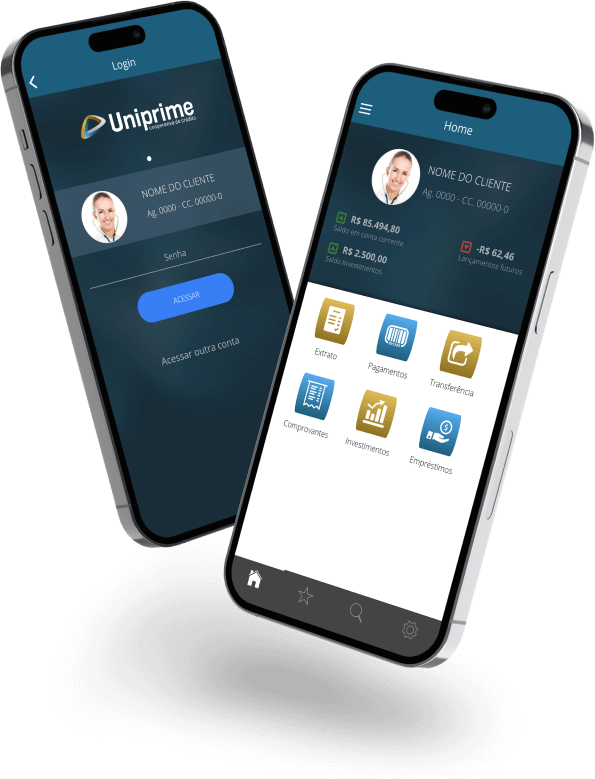 Login
Uniprime
cooperativa de crédito
NOME DO CLIENTE
Ag. 0000 - CC. 00000-0
Senha
ACESSAR
Acessar outra conta
Home
NOME DO CLIENTE
Ag. 0000 - CC. 00000-0
R$ 85.494,80
Saldo em conta corrente
-R$ 62,46
Lançamentos futuros
R$ 2.500,00
Saldo Investimentos
Extrato
Pagamentos
Transferência
Comprovantes
Investimentos
Empréstimos